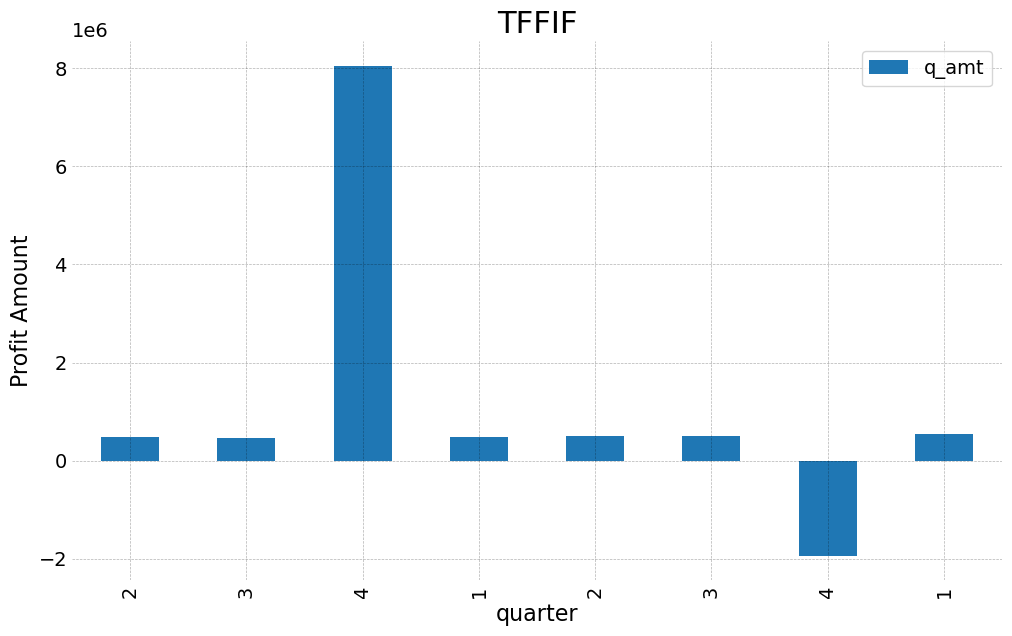 TFFIF
1e6
q_amt
8
6
4
2
0
−2
Profit Amount
2 3 4 1 2 3 4 1
quarter